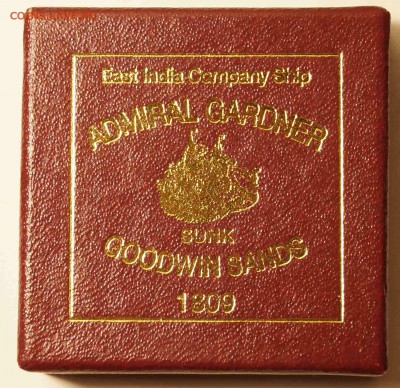 East India Company Ship
ADMIRAL GARDNER
SUNK
GOODWIN SANDS
1809